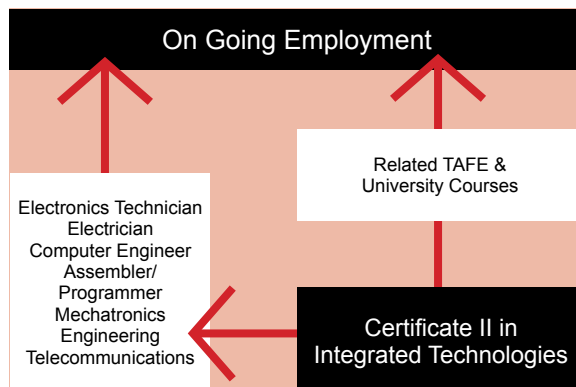 On Going Employment
Related TAFE &
University Courses
Electronics Technician
Electrician
Computer Engineer
Assembler/
Programmer
Mechatronics
Engineering
Telecommunications
Certificate II in
Integrated Technologies